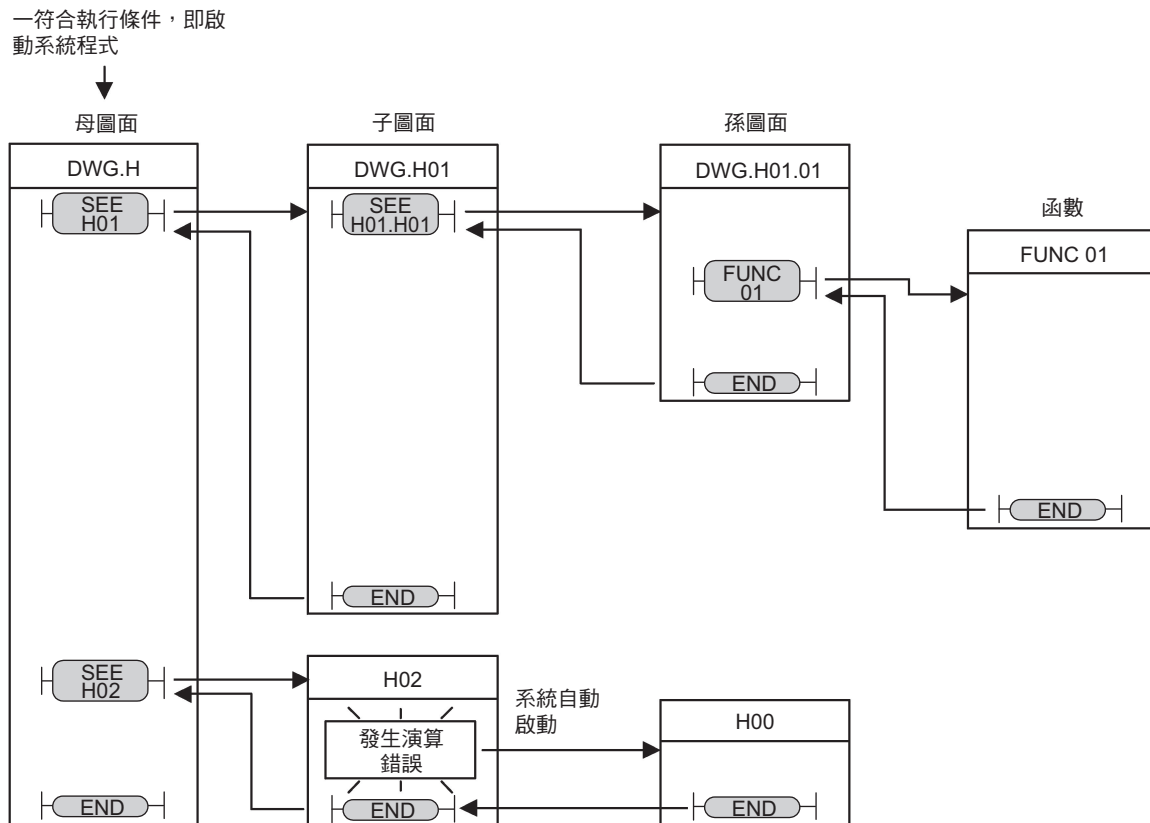 一符合執行條件，即啟
動系統程式
母圖面
子圖面
孫圖面
函數
DWG.H
DWG.H01
DWG.H01.01
FUNC 01
SEE
H01
SEE
H01.H01
FUNC
01
END
END
END
SEE
H02
H02
系統自動
啟動
H00
發生演算
錯誤
END
END
END